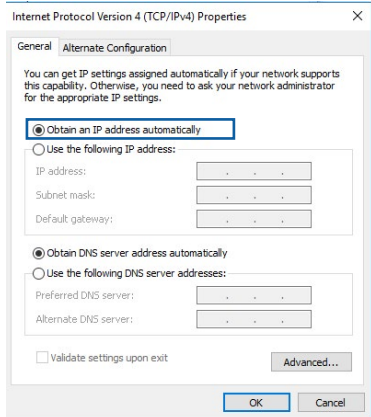 Internet Protocol Version 4 (TCP/IPv4) Properties
General Alternate Configuration
You can get IP settings assigned automatically if your network supports
this capability. Otherwise, you need to ask your network administrator
for the appropriate IP settings.
Obtain an IP address automatically
Use the following IP address:
IP address:
Subnet mask:
Default gateway:
Obtain DNS server address automatically
Use the following DNS server addresses:
Preferred DNS server:
Alternate DNS server:
Validate settings upon exit
Advanced...
OK Cancel